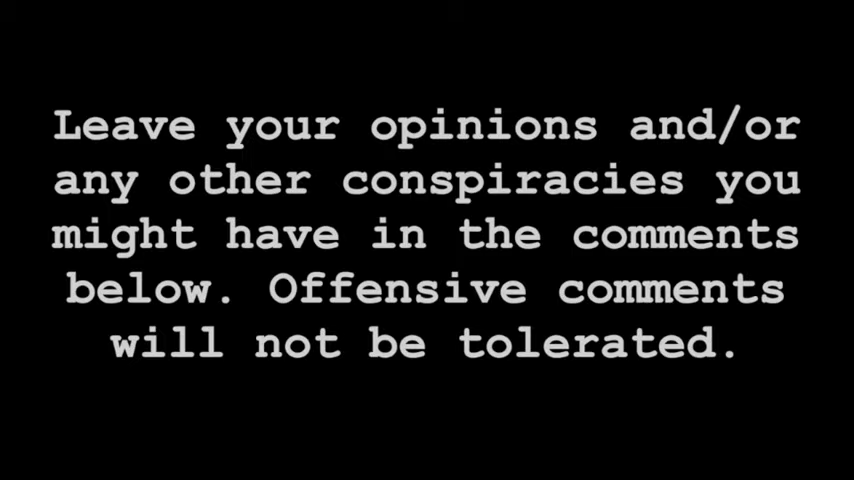 Leave your opinions and/or
any other conspiracies you
might have in the comments
below. Offensive comments
will not be tolerated.